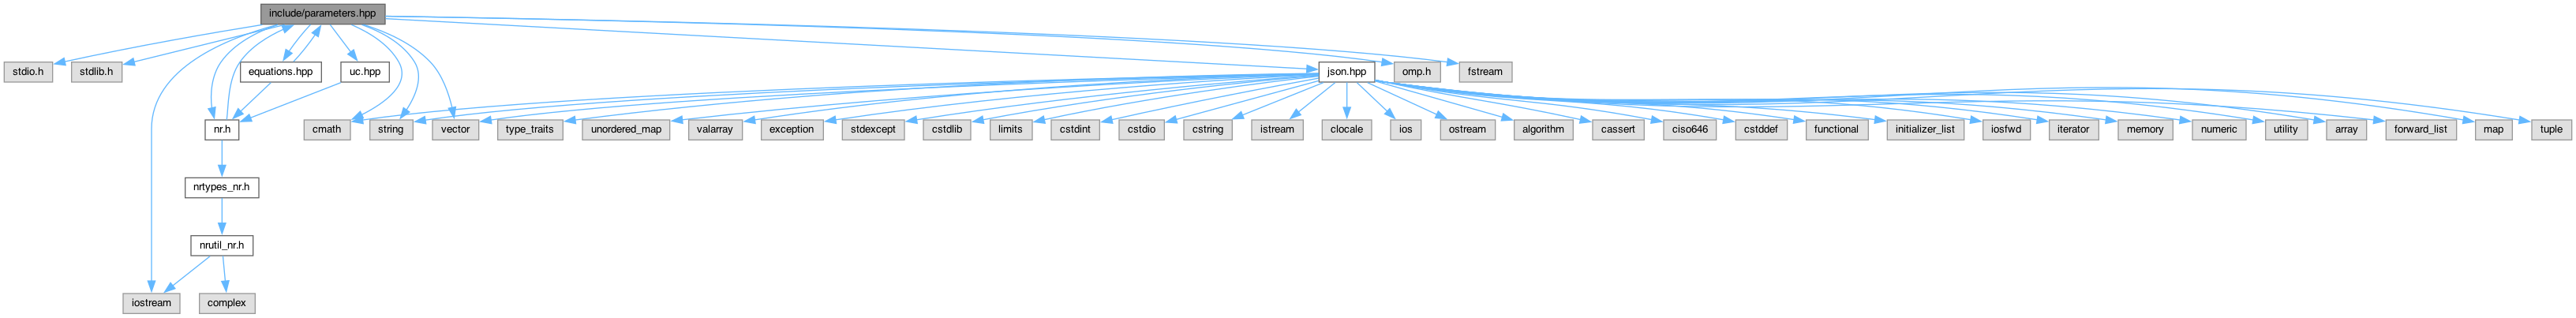 include/parameters.hpp
stdio.h
stdlib.h
equations.hpp
uc.hpp
json.hpp
omp.h
fstream
nr.h
cmath
string
vector
type_traits
unordered_map
valarray
exception
stdexcept
cstdlib
limits
cstdint
cstdio
cstring
istream
clocale
ios
ostream
algorithm
cassert
ciso646
cstddef
functional
initializer_list
iosfwd
iterator
memory
numeric
utility
array
forward_list
map
tuple
nrtypes_nr.h
nrutil_nr.h
iostream
complex